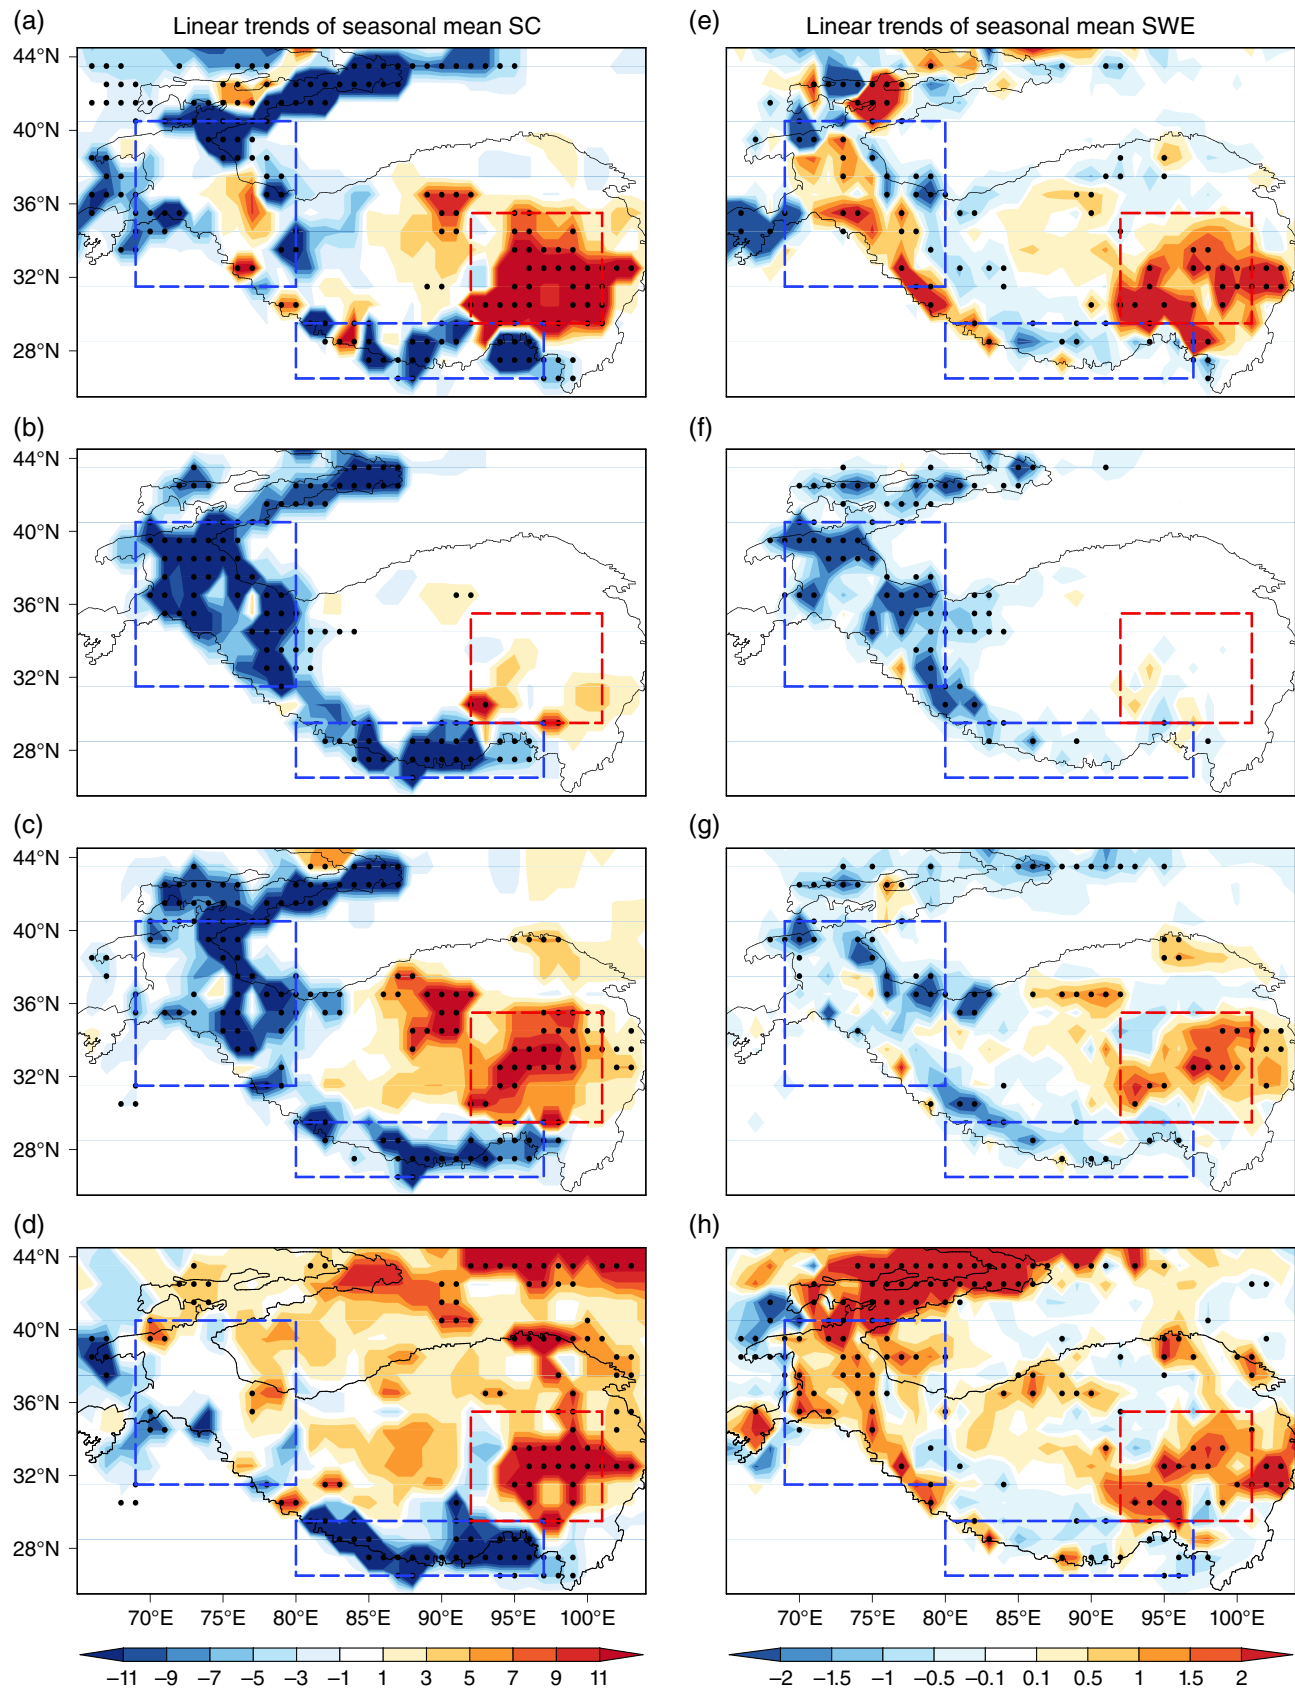 (a) Linear trends of seasonal mean SC
(e) Linear trends of seasonal mean SWE
44°N
40°N
36°N
32°N
28°N
(b)
(f)
44°N
40°N
36°N
32°N
28°N
(c)
(g)
44°N
40°N
36°N
32°N
28°N
(d)
(h)
44°N
40°N
36°N
32°N
28°N
70°E 75°E 80°E 85°E 90°E 95°E 100°E
70°E 75°E 80°E 85°E 90°E 95°E 100°E
−11 −9 −7 −5 −3 −1 1 3 5 7 9 11
−2 −1.5 −1 −0.5 −0.1 0.1 0.5 1 1.5 2